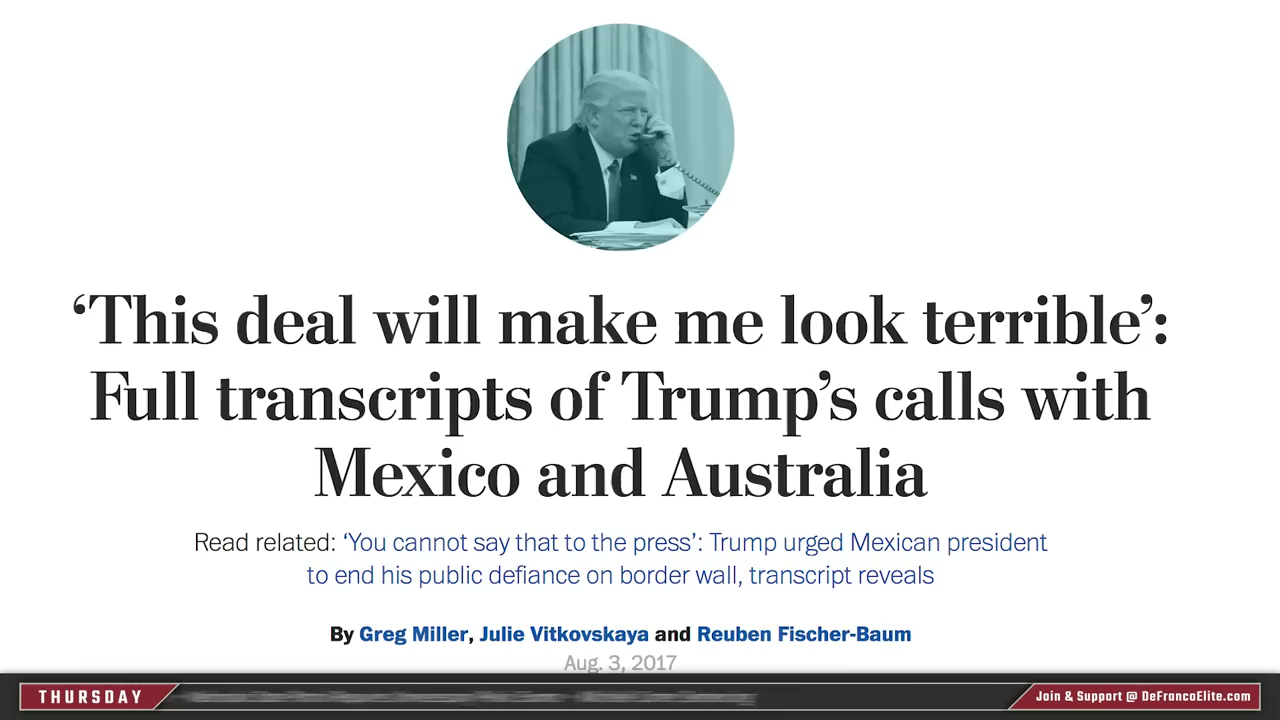 ‘This deal will make me look terrible’:
Full transcripts of Trump’s calls with
Mexico and Australia
Read related: ‘You cannot say that to the press’: Trump urged Mexican president
to end his public defiance on border wall, transcript reveals
By Greg Miller, Julie Vitkovskaya and Reuben Fischer-Baum
Aug. 3, 2017
THURSDAY
Join & Support @ DeFrancoElite.com